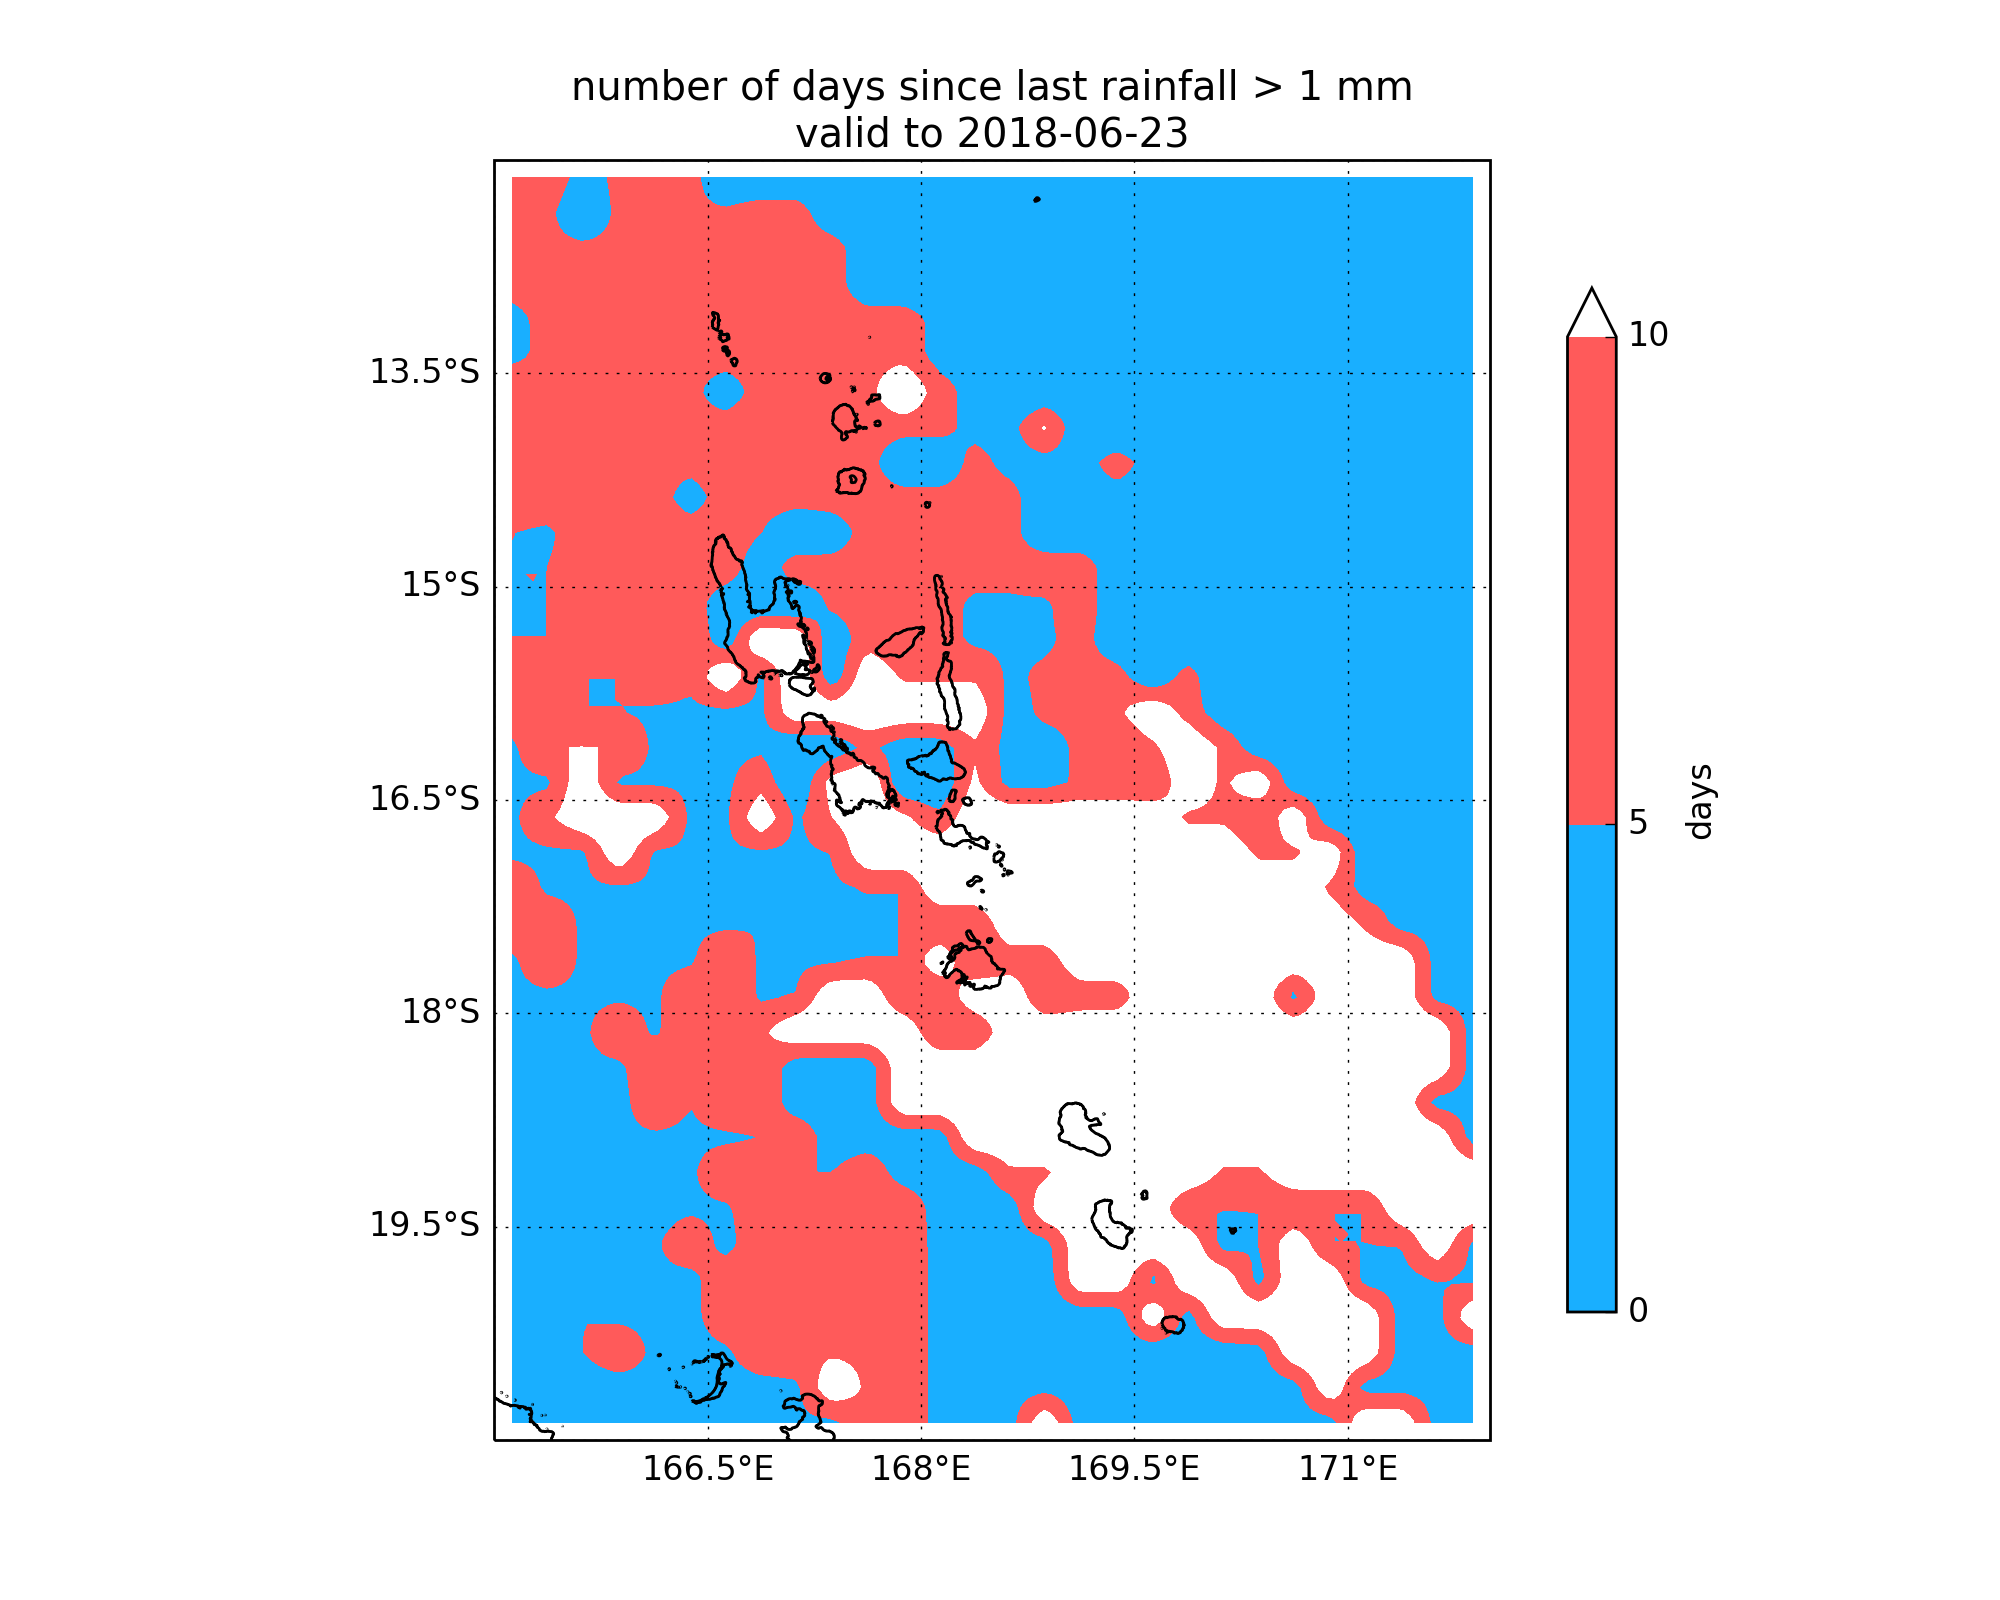 number of days since last rainfall > 1 mm
valid to 2018-06-23
13.5°S
15°S
16.5°S
18°S
19.5°S
166.5°E
168°E
169.5°E
171°E
10
5
0
days